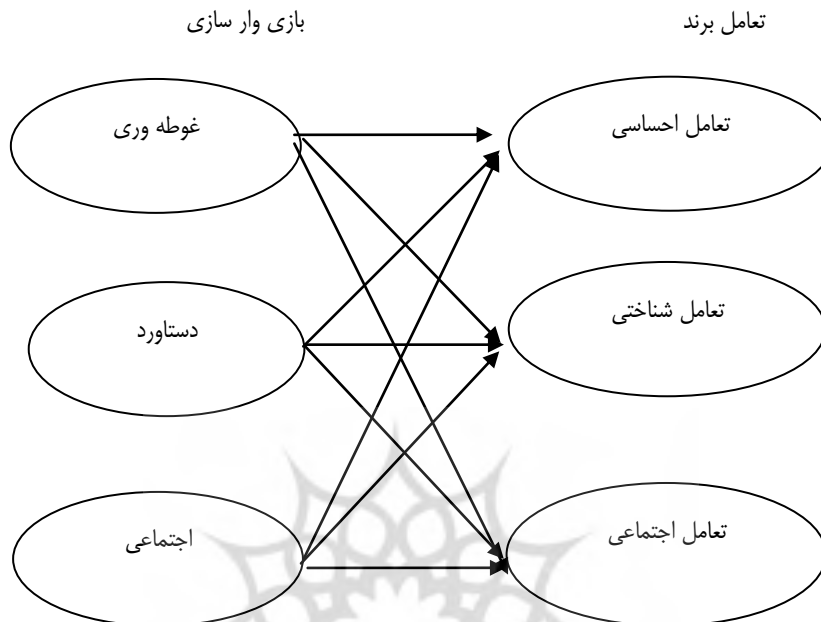 تعامل برند
بازی وار سازی
تعامل احساسی
غوطه وری
تعامل شناختی
دستاورد
تعامل اجتماعی
اجتماعی